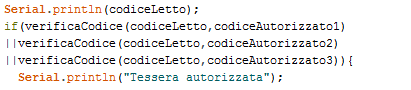 Serial.println(codiceLetto);
if(verificaCodice(codiceLetto,codiceAutorizzato1)
||verificaCodice(codiceLetto,codiceAutorizzato2)
||verificaCodice(codiceLetto,codiceAutorizzato3)){
  Serial.println("Tessera autorizzata");